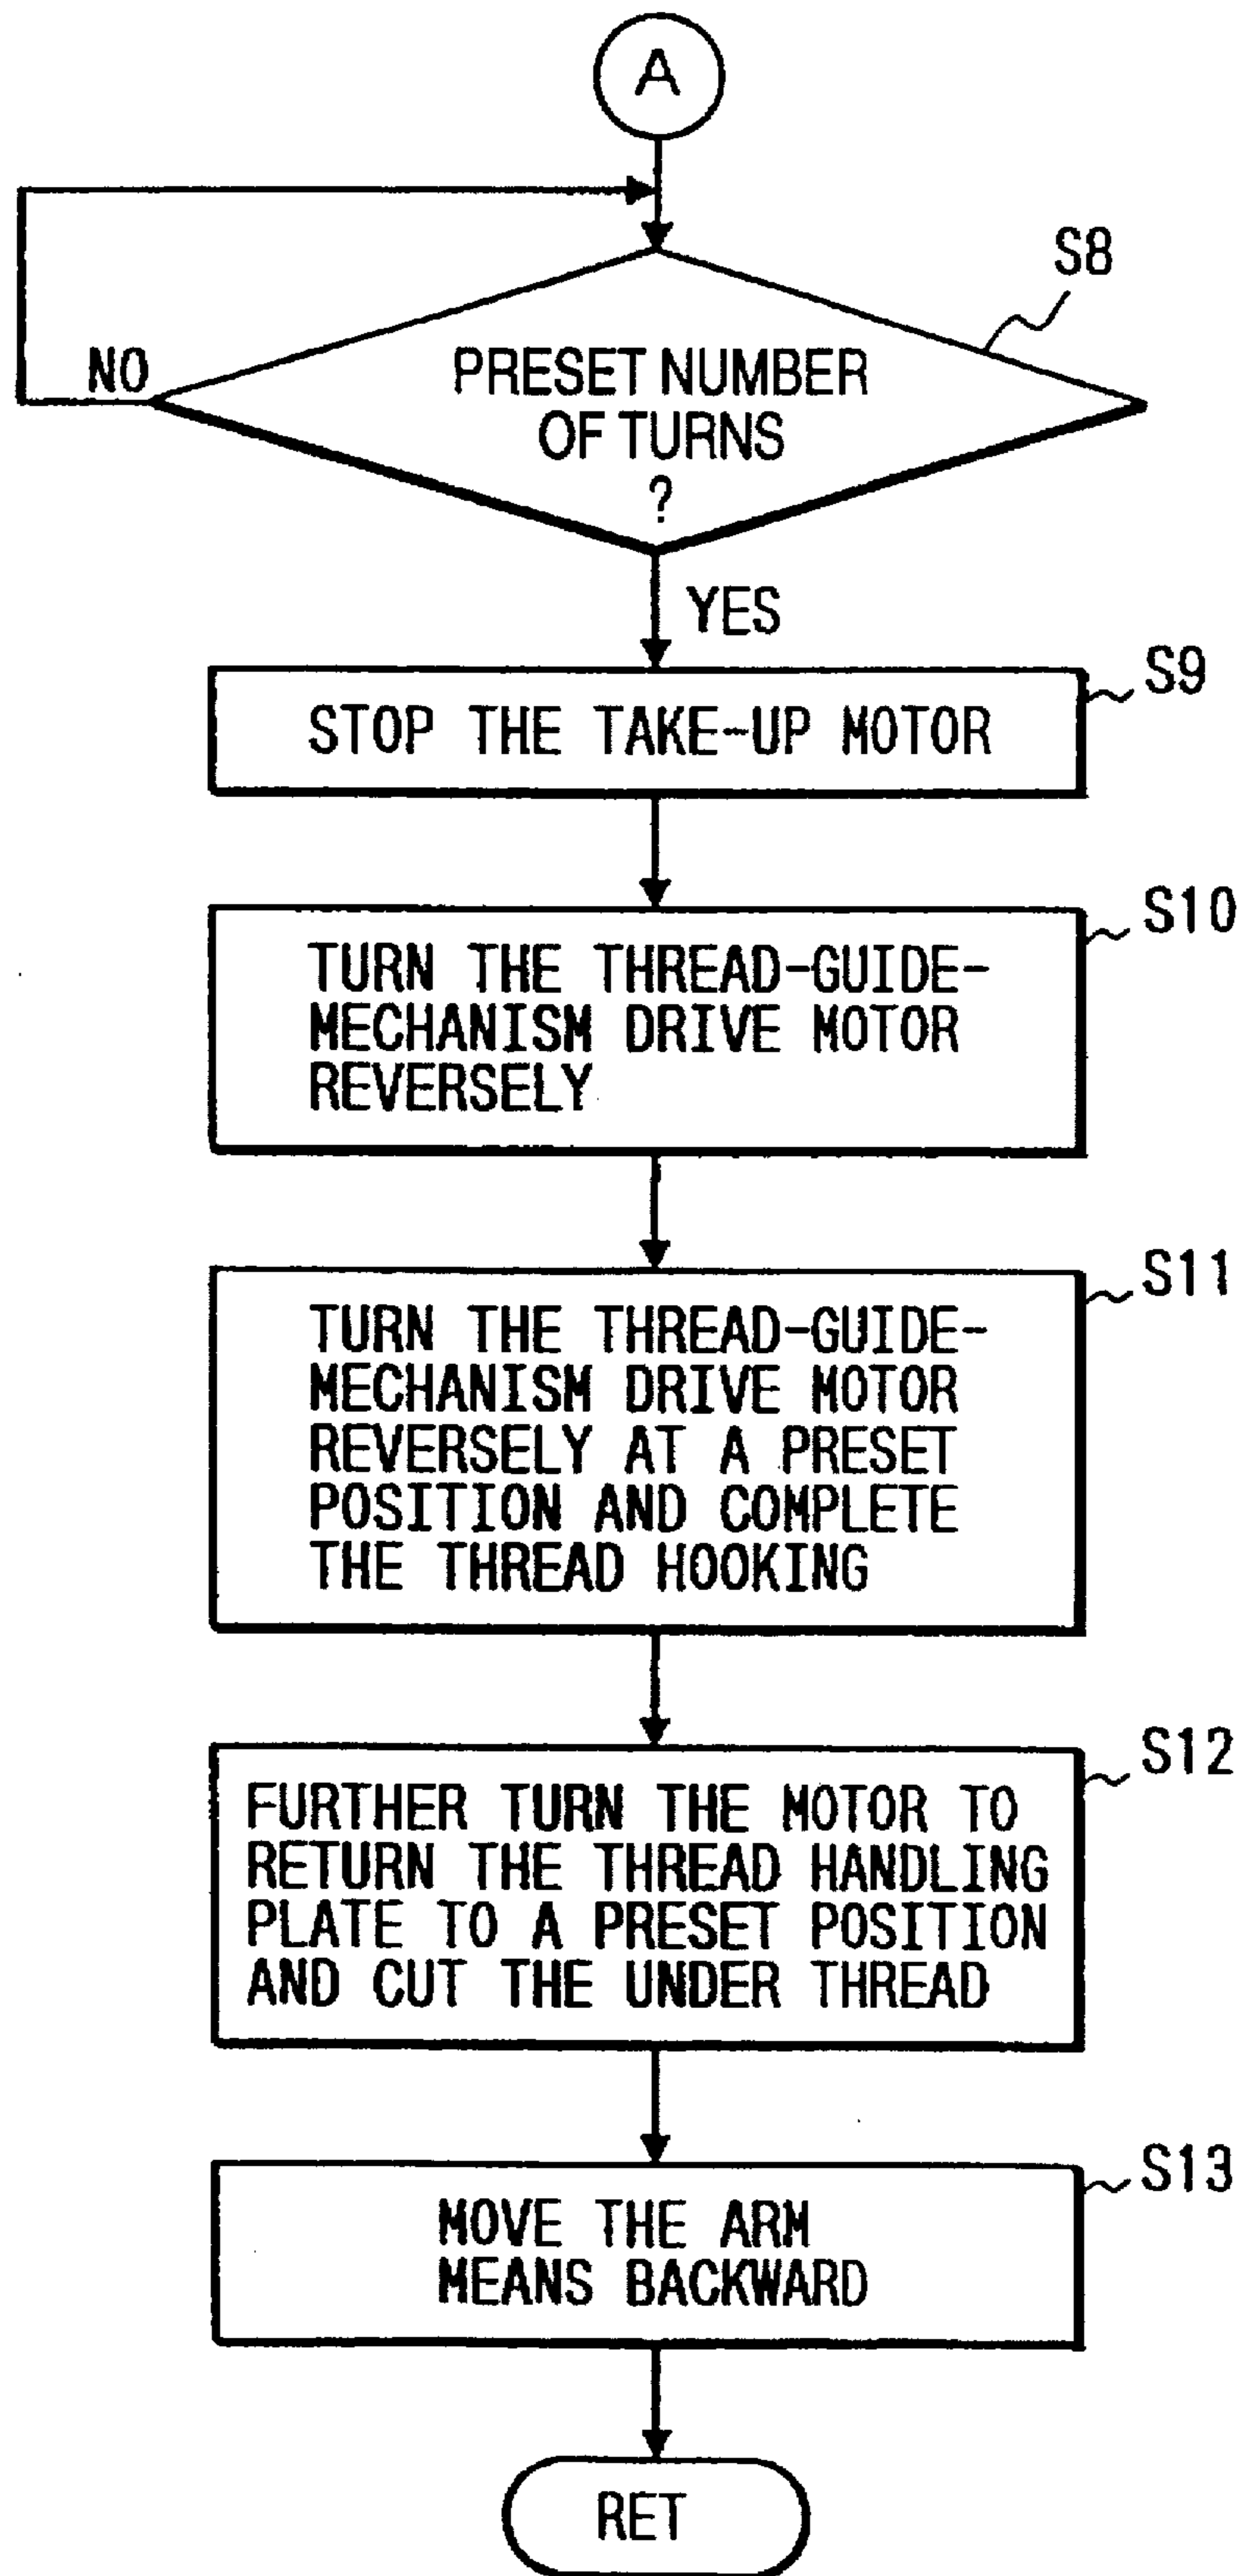 A
S8
NO
PRESET NUMBER
OF TURNS
?
YES
S9
STOP THE TAKE-UP MOTOR
S10
TURN THE THREAD-GUIDE-
MECHANISM DRIVE MOTOR
REVERSELY
S11
TURN THE THREAD-GUIDE-
MECHANISM DRIVE MOTOR
REVERSELY AT A PRESET
POSITION AND COMPLETE
THE THREAD HOOKING
S12
FURTHER TURN THE MOTOR TO
RETURN THE THREAD HANDLING
PLATE TO A PRESET POSITION
AND CUT THE UNDER THREAD
S13
MOVE THE ARM
MEANS BACKWARD
RET